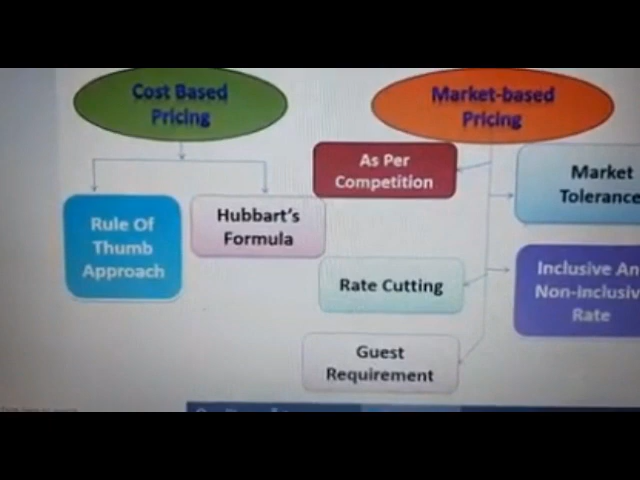 Cost Based
Pricing
Market-based
Pricing
As Per
Competition
Market
Tolerance
Rule Of
Thumb
Approach
Hubbart's
Formula
Rate Cutting
Inclusive An
Non-inclusiv
Rate
Guest
Requirement